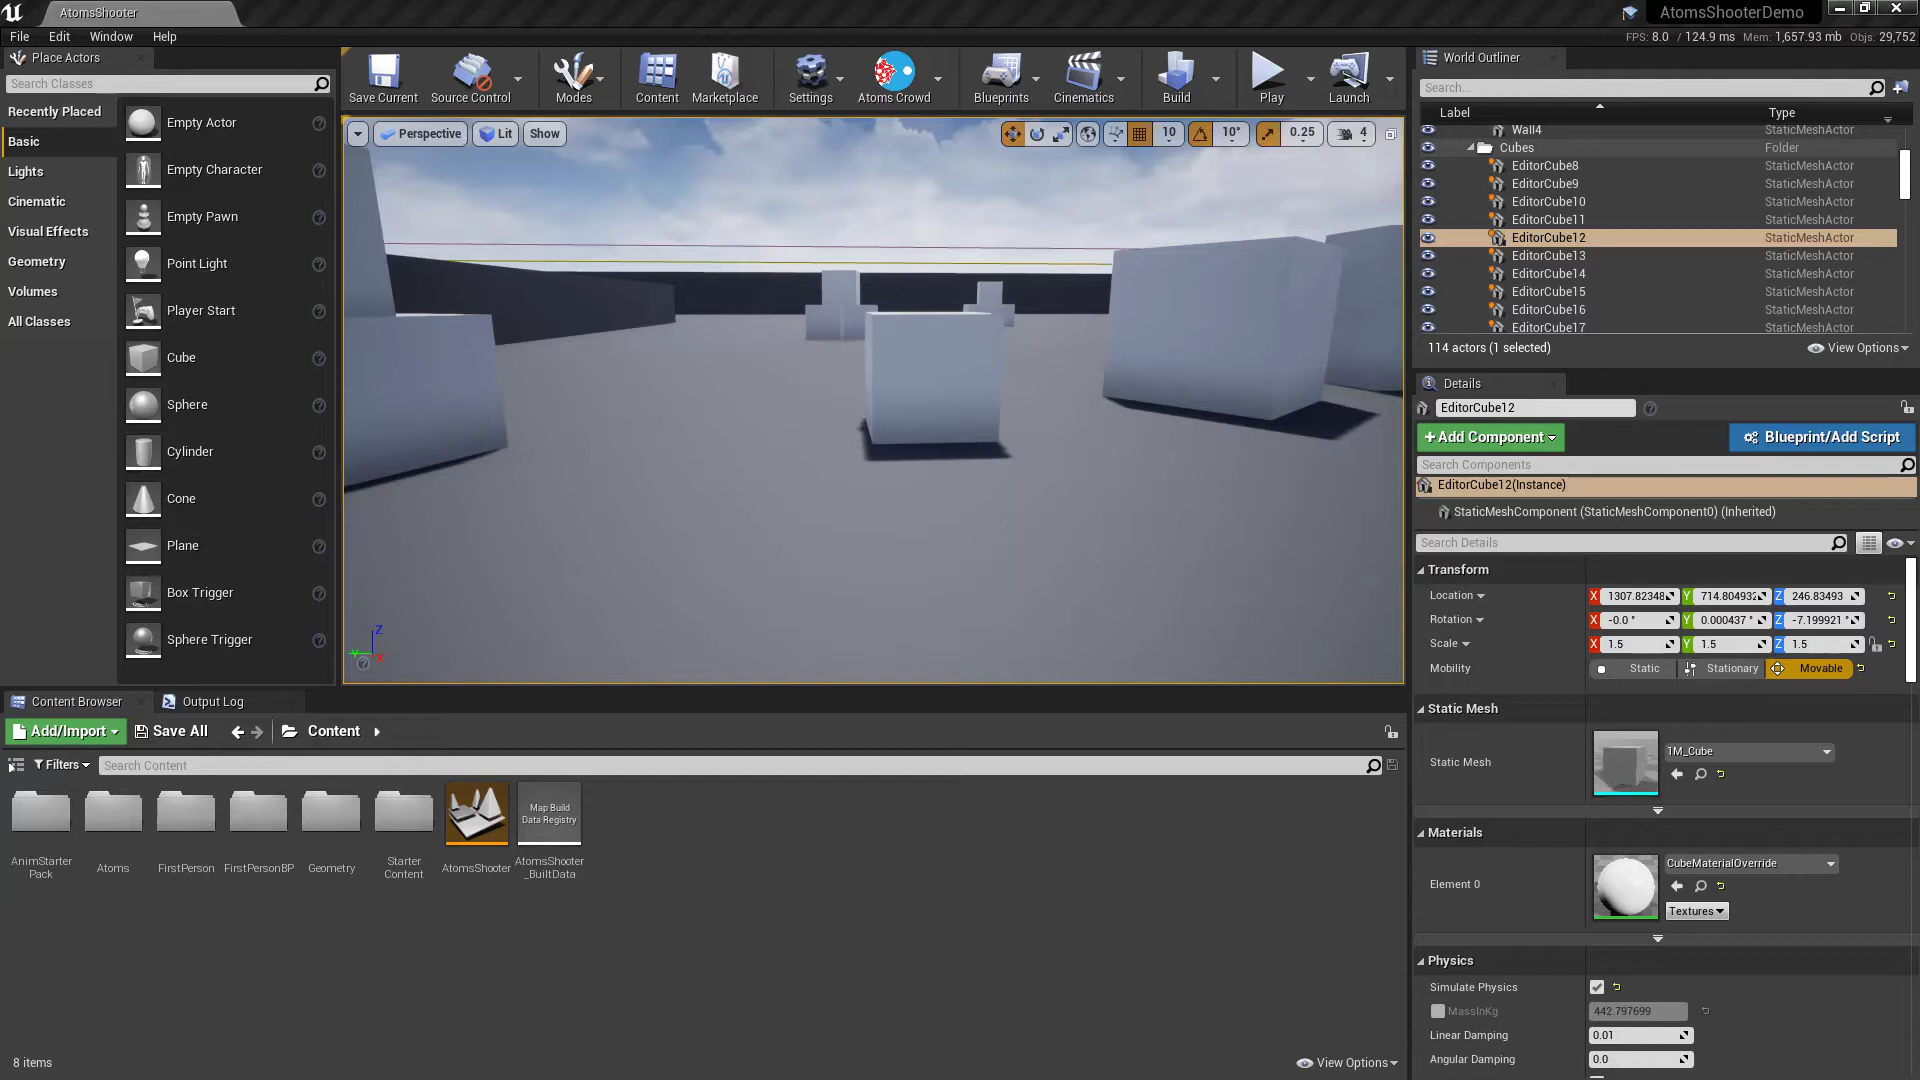 AtomsShooter
AtomsShooterDemo
File Edit Window Help
FPS: 8.0 / 124.9 ms Mem: 1,657.93 mb Objs: 29,752
Place Actors
Search Classes
Recently Placed
Basic
Lights
Cinematic
Visual Effects
Geometry
Volumes
All Classes
Empty Actor
Empty Character
Empty Pawn
Point Light
Player Start
Cube
Sphere
Cylinder
Cone
Plane
Box Trigger
Sphere Trigger
Save Current
Source Control
Modes
Content
Marketplace
Settings
Atoms Crowd
Blueprints
Cinematics
Build
Play
Launch
Perspective
Lit
Show
10
10°
0.25
4
Z
Y
X
World Outliner
Search...
Label Type
Wall4 StaticMeshActor
Cubes Folder
EditorCube8 StaticMeshActor
EditorCube9 StaticMeshActor
EditorCube10 StaticMeshActor
EditorCube11 StaticMeshActor
EditorCube12 StaticMeshActor
EditorCube13 StaticMeshActor
EditorCube14 StaticMeshActor
EditorCube15 StaticMeshActor
EditorCube16 StaticMeshActor
EditorCube17 StaticMeshActor
114 actors (1 selected)
View Options
Details
EditorCube12
+ Add Component
Blueprint/Add Script
Search Components
EditorCube12(Instance)
StaticMeshComponent (StaticMeshComponent0) (Inherited)
Search Details
Transform
Location X 1307.82348 Y 714.804932 Z 246.83493
Rotation X -0.0 ° Y 0.000437 ° Z -7.199921 °
Scale X 1.5 Y 1.5 Z 1.5
Mobility Static Stationary Movable
Static Mesh
Static Mesh
1M_Cube
Materials
Element 0
CubeMaterialOverride
Textures
Physics
Simulate Physics
MassInKg 442.797699
Linear Damping 0.01
Angular Damping 0.0
Content Browser
Output Log
Add/Import
Save All
Content
Filters
Search Content
AnimStarter
Pack
Atoms
FirstPerson
FirstPersonBP
Geometry
Starter
Content
AtomsShooter
Map Build
Data Registry
AtomsShooter
_BuiltData
8 items
View Options